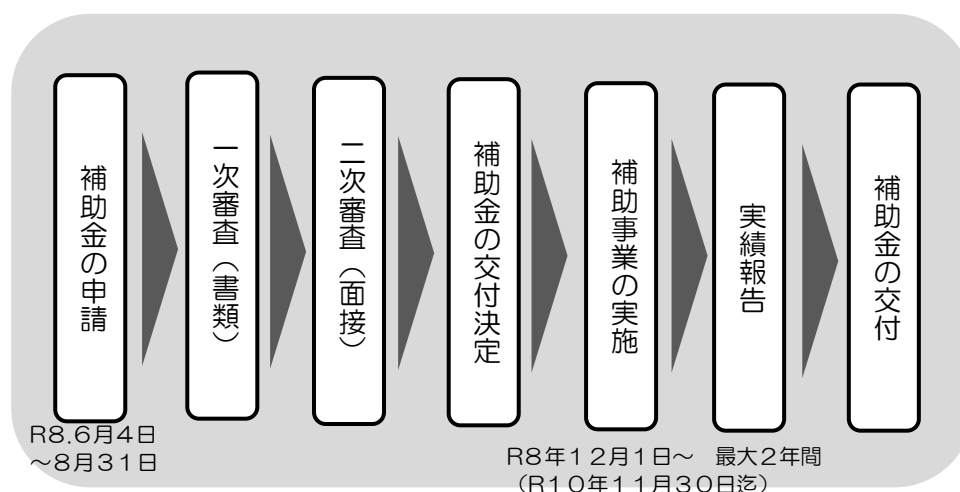 補助金の申請
一次審査（書類）
二次審査（面接）
補助金の交付決定
補助事業の実施
実績報告
補助金の交付
R8.6月4日
～8月31日
R8年12月1日～　最大2年間
（R10年11月30日迄）